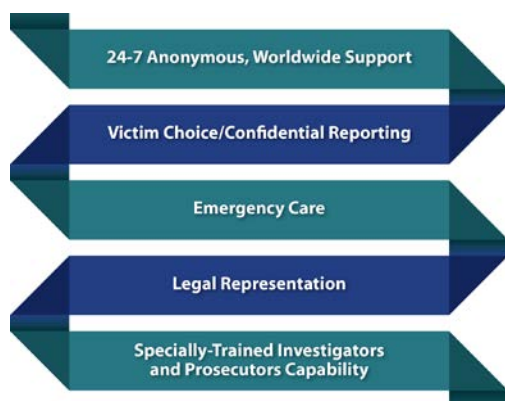 24-7 Anonymous, Worldwide Support
Victim Choice/Confidential Reporting
Emergency Care
Legal Representation
Specially-Trained Investigators
and Prosecutors Capability